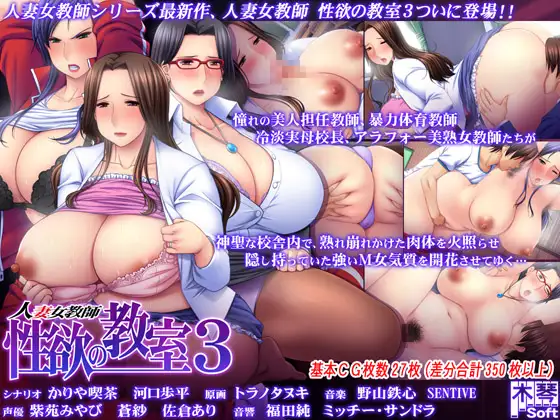 人妻女教師シリーズ最新作、人妻女教師 性欲の教室3ついに登場!!
憧れの美人担任教師、暴力体育教師
冷淡実母校長、アラフォー美熟女教師たちが
神聖な校舎内で、熟れ崩れかけた肉体を火照らせ
隠し持っていた強いM女気質を開花させてゆく…
人妻女教師
性欲の教室3
基本CG枚数27枚(差分合計350枚以上)
シナリオ かりや喫茶 河口歩平 原画 トラノタヌキ 音楽 野山鉄心 SENTIVE
声優 紫苑みやび 蒼紗 佐倉あり 音響 福田純 ミッチー・サンドラ
木琴
Soft